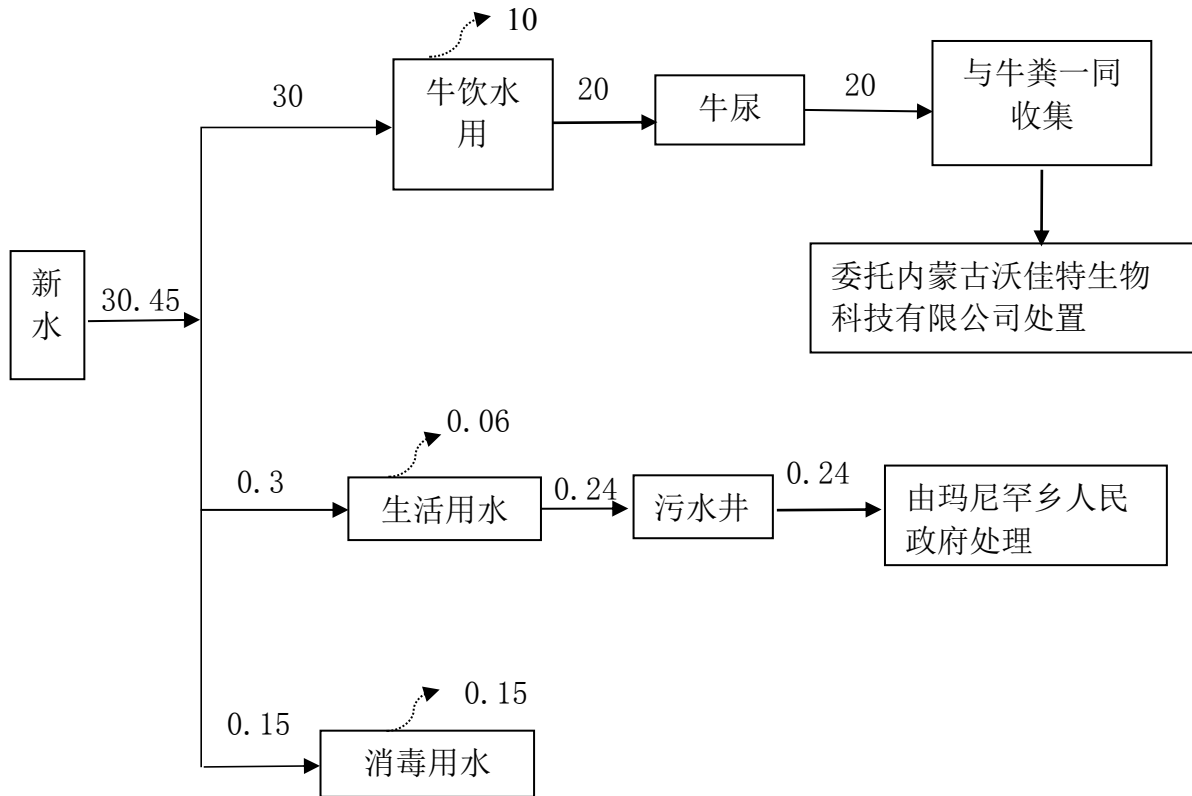 10
30
牛饮水
用
20
牛尿
20
与牛粪一同
收集
委托内蒙古沃佳特生物
科技有限公司处置
新
水
30.45
0.06
0.3
生活用水
0.24
污水井
0.24
由玛尼罕乡人民
政府处理
0.15
0.15
消毒用水